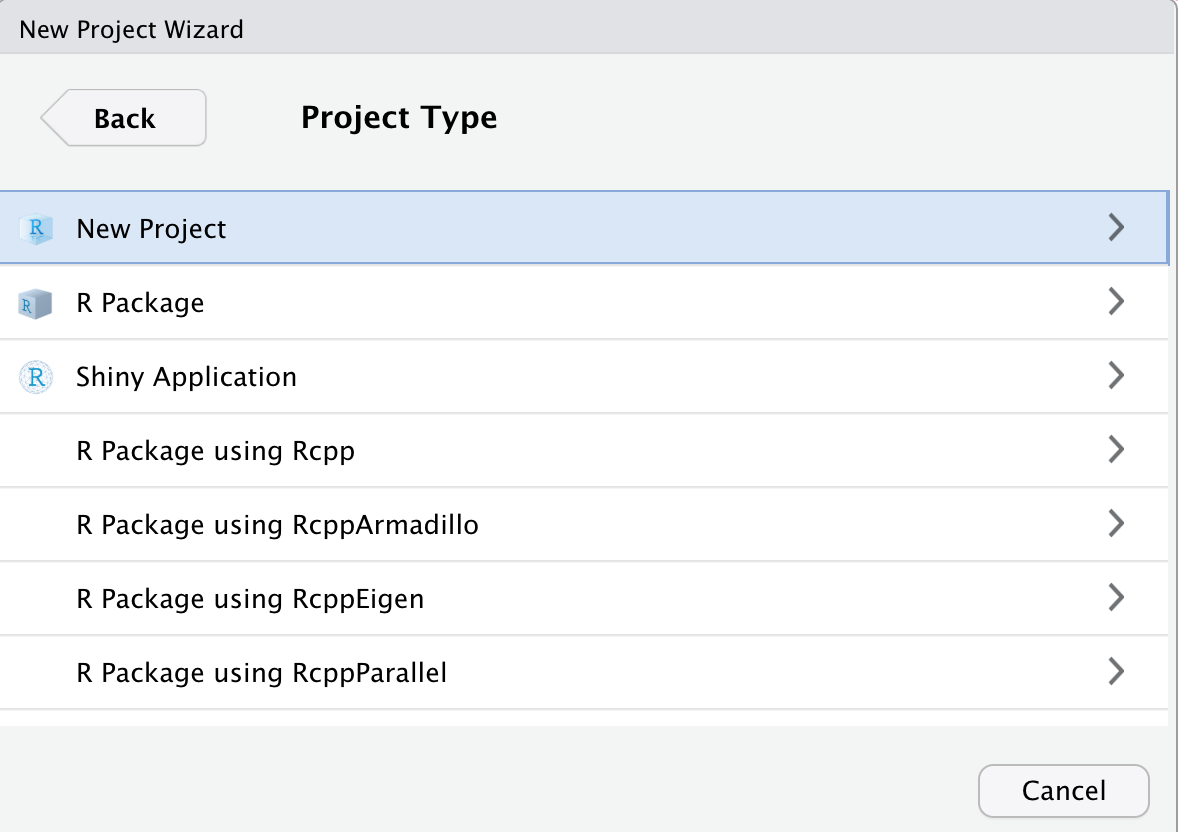 New Project Wizard
Back
Project Type
R New Project
R R Package
R Shiny Application
R Package using Rcpp
R Package using RcppArmadillo
R Package using RcppEigen
R Package using RcppParallel
Cancel